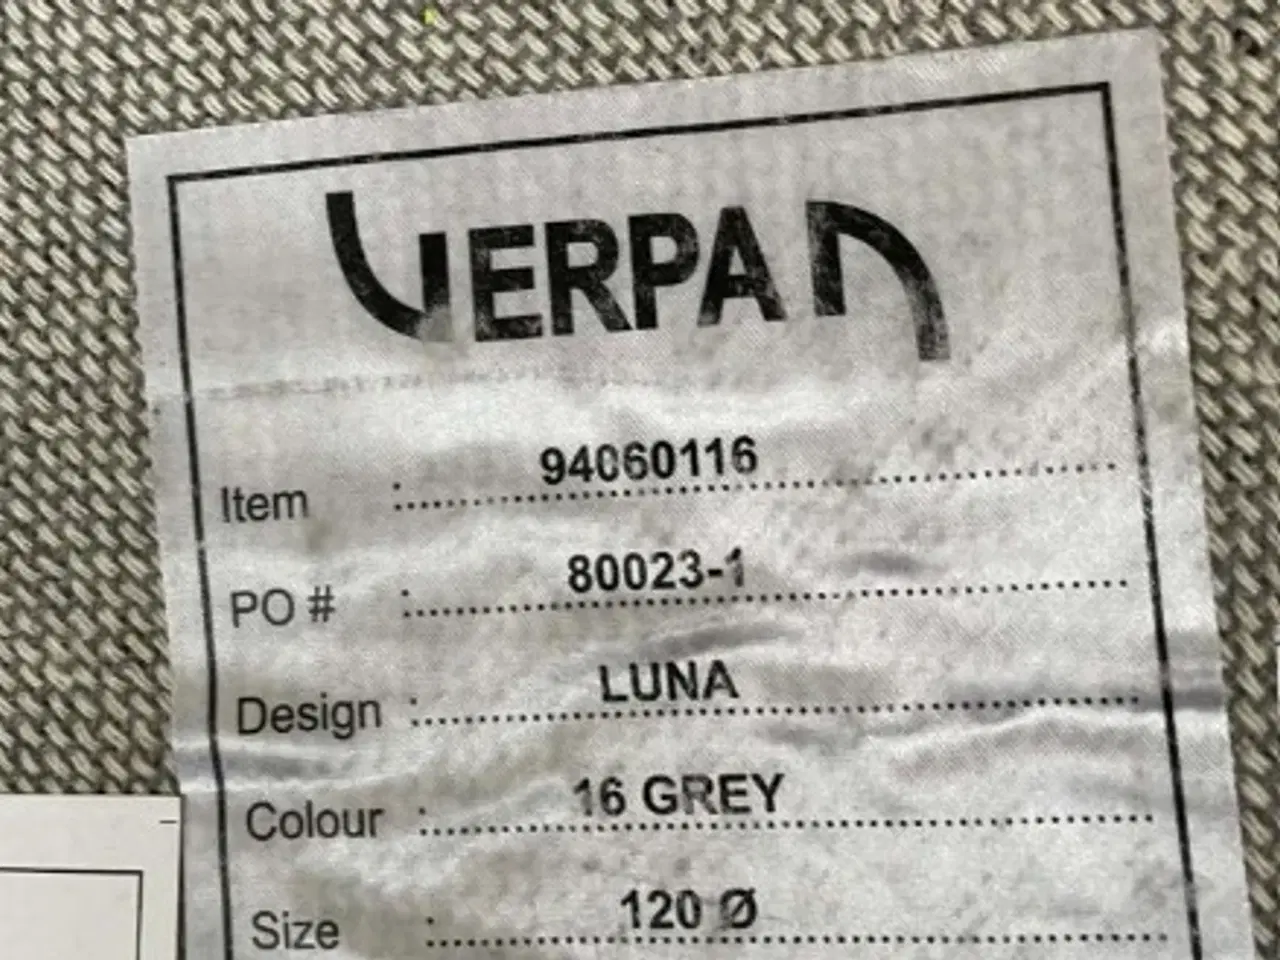 VERPAN
Item : 94060116
PO # : 80023-1
Design : LUNA
Colour : 16 GREY
Size : 120 Ø